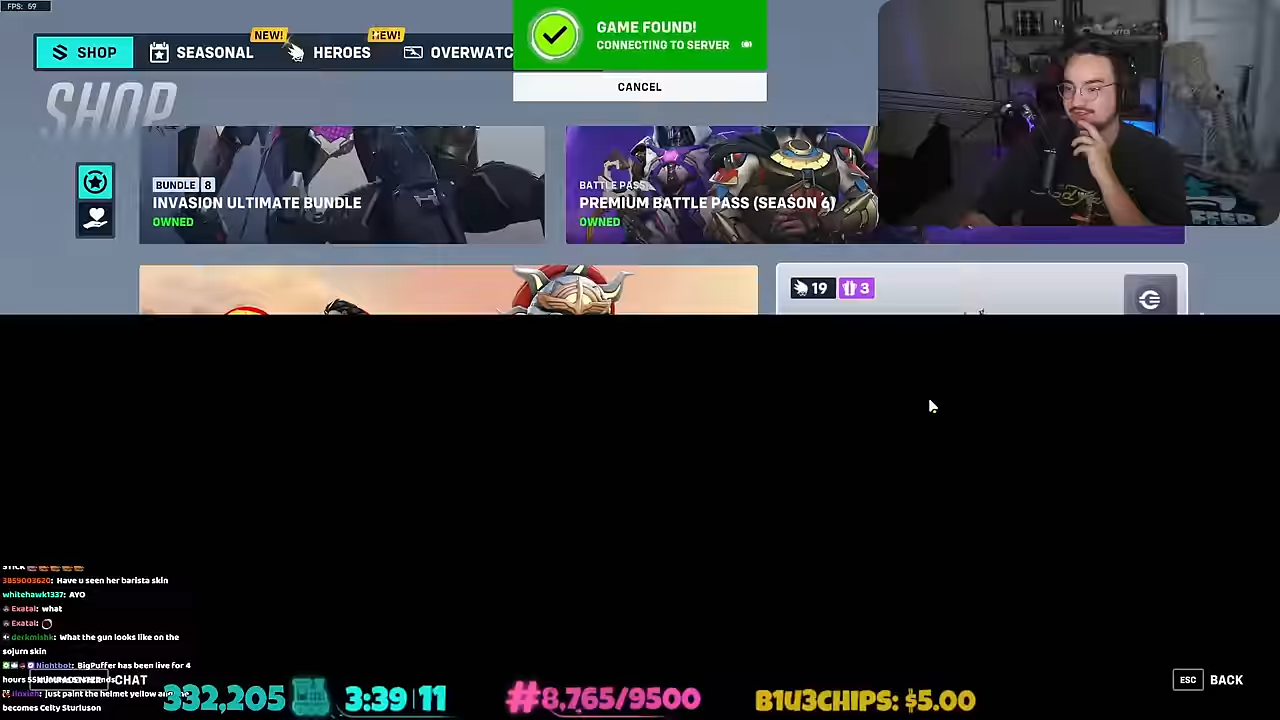 FPS: 59
SHOP
SEASONAL
NEW!
HEROES
NEW!
OVERWATC
GAME FOUND!
CONNECTING TO SERVER
CANCEL
SHOP
BUNDLE 8
INVASION ULTIMATE BUNDLE
OWNED
BATTLE PASS
PREMIUM BATTLE PASS (SEASON 6)
OWNED
19 3
3859003620: Have u seen her barista skin
whitehawk1337: AYO
Exatal: what
Exatal:
derkmishk: What the gun looks like on the
sojurn skin
Nightbot: BigPuffer has been live for 4
hours
just paint the helmet yellow and
becomes Celty Sturluson
CHAT
332,205
3:39 11
#8,765/9500
B1U3CHIPS: $5.00
ESC BACK